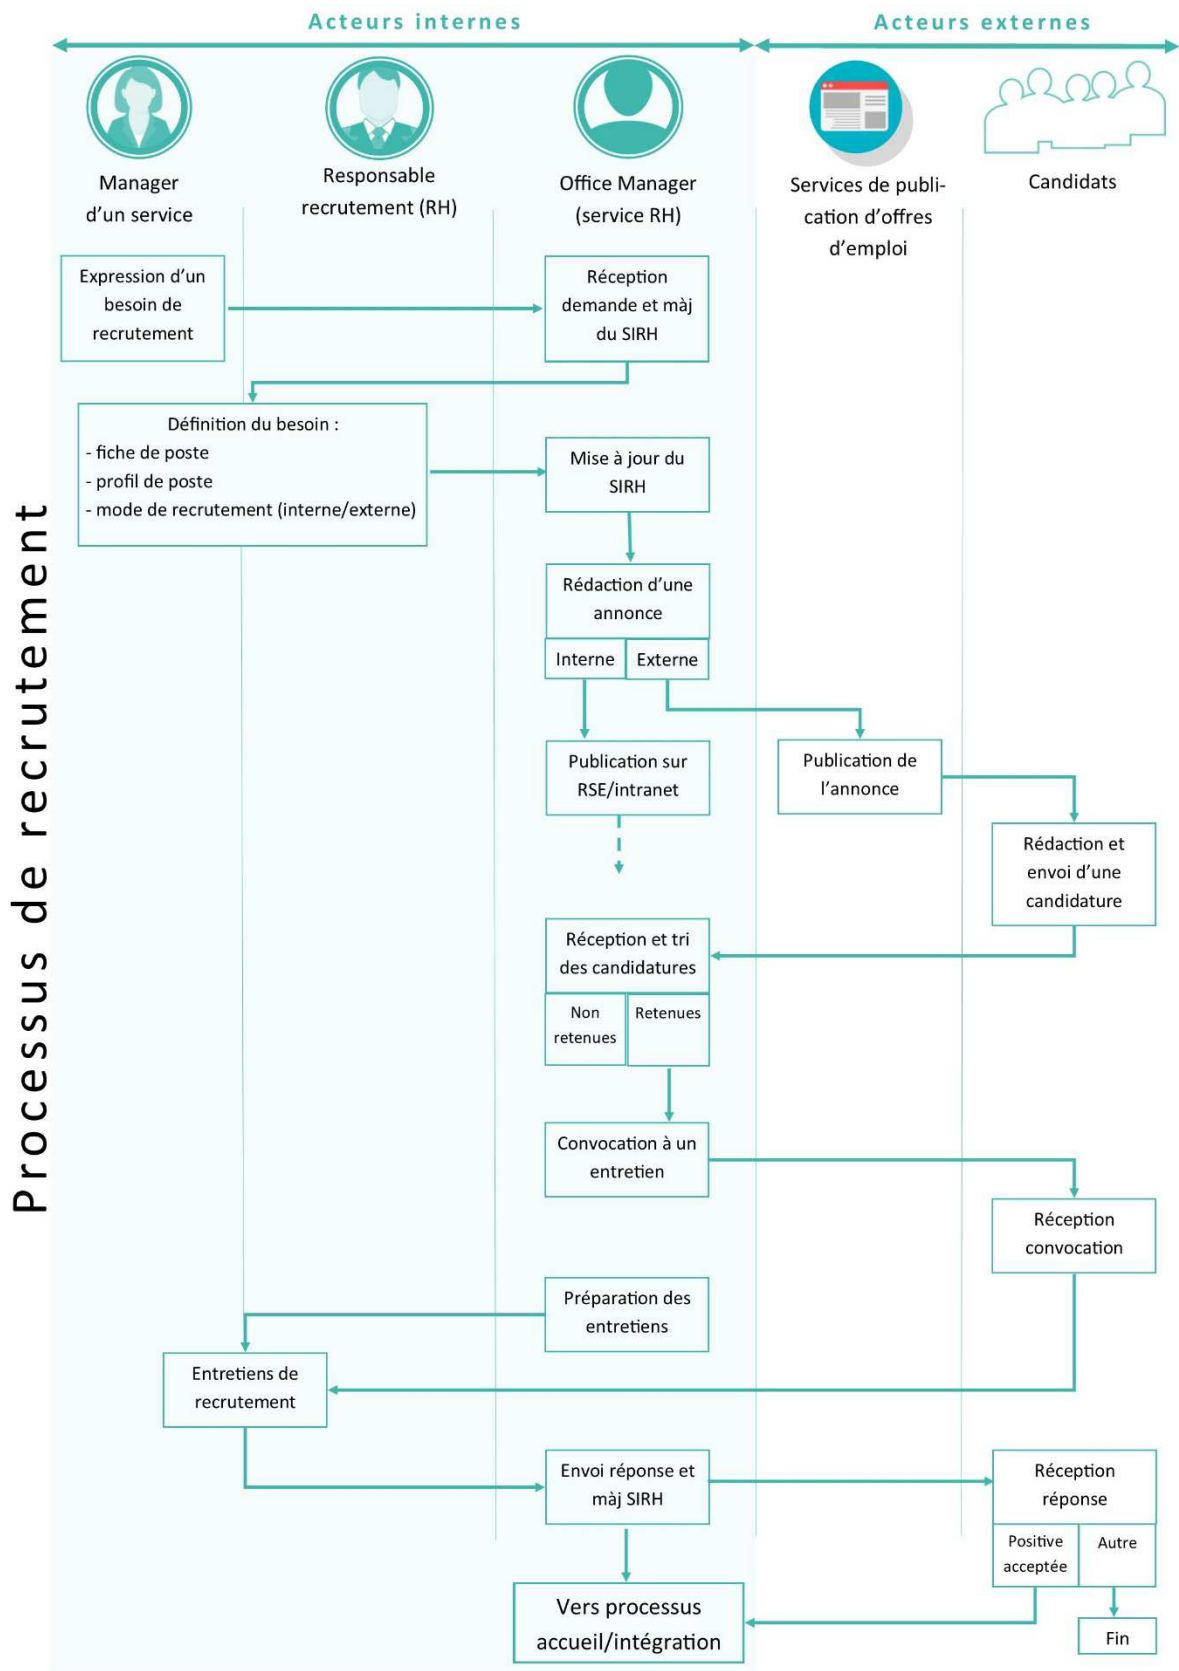 Acteurs internes
Acteurs externes
Manager
d’un service
Responsable
recrutement (RH)
Office Manager
(service RH)
Services de publi-
cation d’offres
d’emploi
Candidats
Processus de recrutement
Expression d’un
besoin de
recrutement
Réception
demande et màj
du SIRH
Définition du besoin :
- fiche de poste
- profil de poste
- mode de recrutement (interne/externe)
Mise à jour du
SIRH
Rédaction d’une
annonce
Interne
Externe
Publication sur
RSE/intranet
Publication de
l’annonce
Rédaction et
envoi d’une
candidature
Réception et tri
des candidatures
Non
retenues
Retenues
Convocation à un
entretien
Réception
convocation
Préparation des
entretiens
Entretiens de
recrutement
Envoi réponse et
màj SIRH
Réception
réponse
Positive
acceptée
Autre
Vers processus
accueil/intégration
Fin